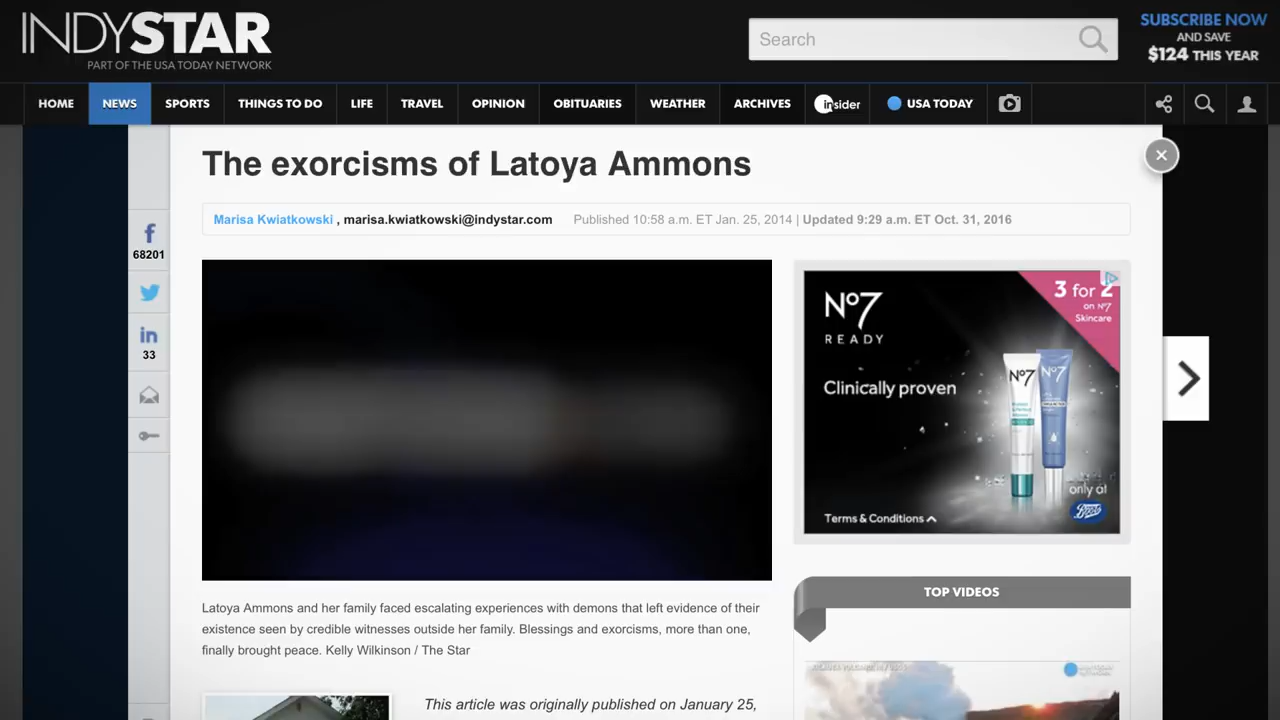 INDYSTAR
PART OF THE USA TODAY NETWORK
Search
SUBSCRIBE NOW
AND SAVE
$124 THIS YEAR
HOME NEWS SPORTS THINGS TO DO LIFE TRAVEL OPINION OBITUARIES WEATHER ARCHIVES insider USA TODAY
The exorcisms of Latoya Ammons
Marisa Kwiatkowski , marisa.kwiatkowski@indystar.com Published 10:58 a.m. ET Jan. 25, 2014 | Updated 9:29 a.m. ET Oct. 31, 2016
f
68201
in
33
3 for 2
on Nº7
Skincare
Nº7
READY
Clinically proven
Nº7 Nº7
only at
Boots
Terms & Conditions
Latoya Ammons and her family faced escalating experiences with demons that left evidence of their
existence seen by credible witnesses outside her family. Blessings and exorcisms, more than one,
finally brought peace. Kelly Wilkinson / The Star
TOP VIDEOS
This article was originally published on January 25,